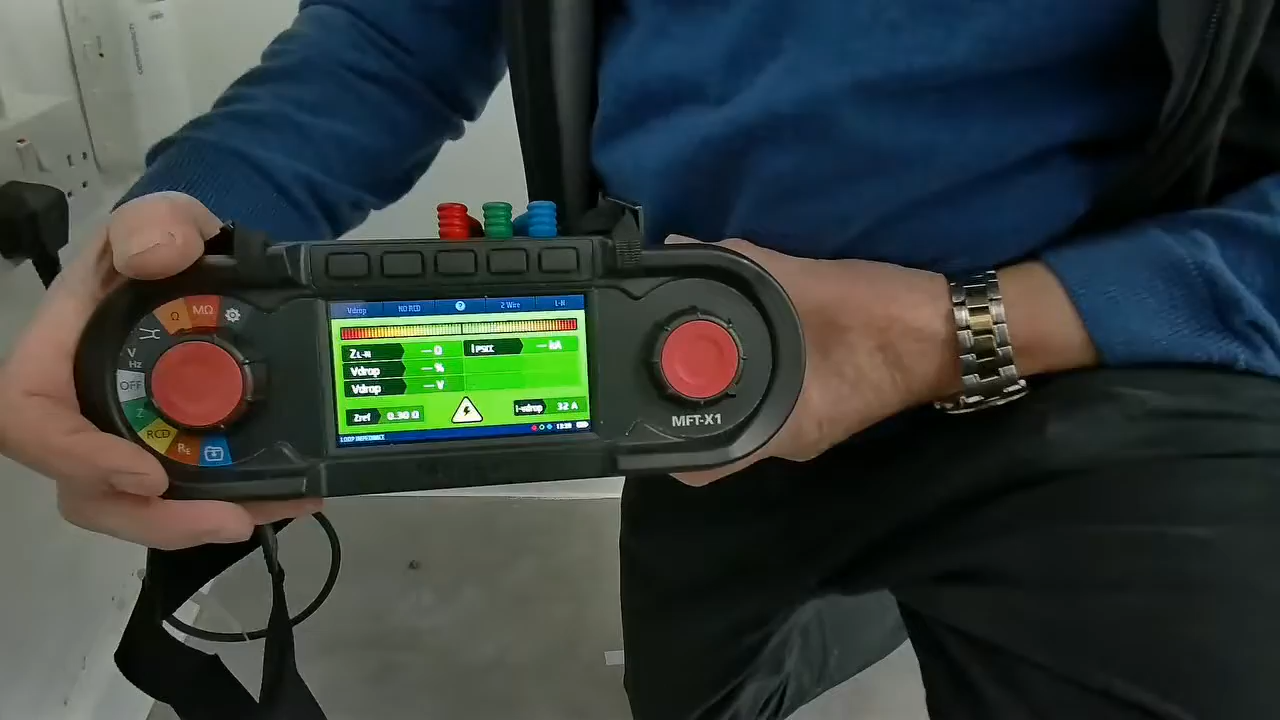 MΩ
Ω
V
Hz
OFF
Z
RCD
RE
Vdrop NO RCD ? 2 Wire L-N
ZL-N --- Ω IPSCC --- kA
Vdrop --- %
Vdrop --- V
Zref 0.30 Ω I-vdrop 32 A
LOOP IMPEDANCE
MFT-X1